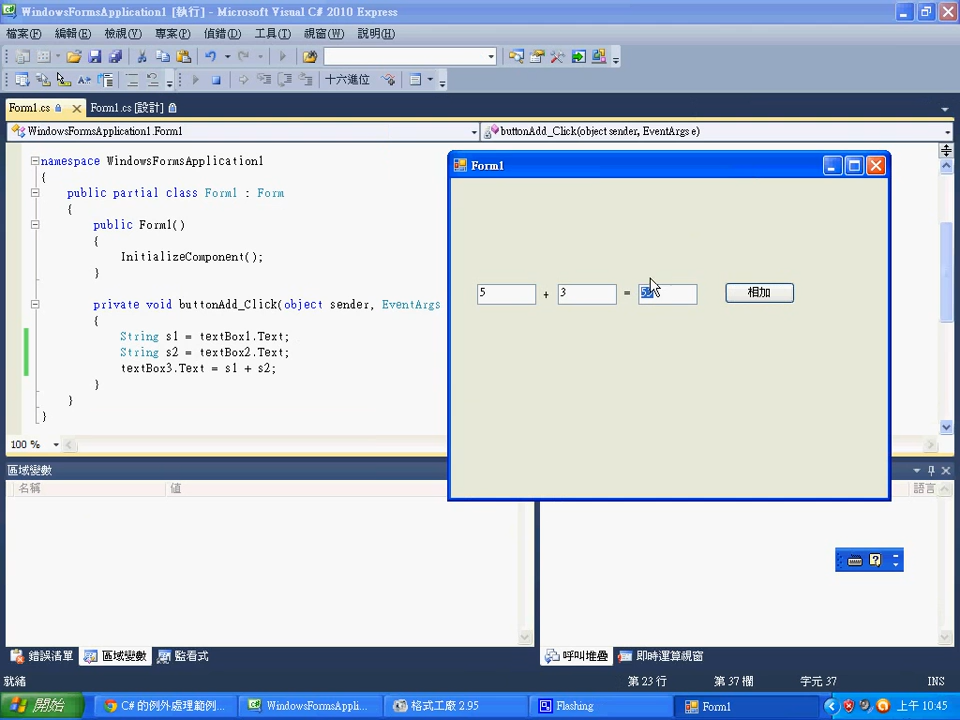 WindowsFormsApplication1 [執行] - Microsoft Visual C# 2010 Express
檔案(F) 編輯(E) 檢視(V) 專案(P) 偵錯(D) 工具(T) 視窗(W) 說明(H)
十六進位
Form1.cs Form1.cs [設計]
WindowsFormsApplication1.Form1 buttonAdd_Click(object sender, EventArgs e)
namespace WindowsFormsApplication1
{
public partial class Form1 : Form
{
public Form1()
{
InitializeComponent();
}
private void buttonAdd_Click(object sender, EventArgs
{
String s1 = textBox1.Text;
String s2 = textBox2.Text;
textBox3.Text = s1 + s2;
}
}
}
Form1
5 + 3 = 相加
100 %
區域變數
名稱 值 語言
錯誤清單 區域變數 監看式 呼叫堆疊 即時運算視窗
就緒 第 23 行 第 37 欄 字元 37 INS
開始 C# 的例外處理範例... WindowsFormsAppli... 格式工廠 2.95 Flashing Form1 上午 10:45